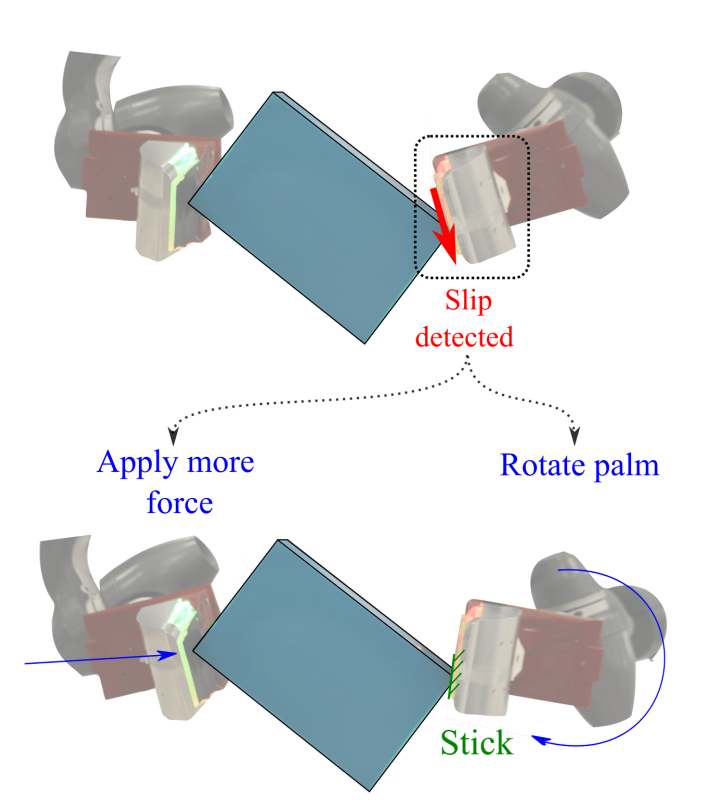 Slip
detected
Apply more
force
Rotate palm
Stick